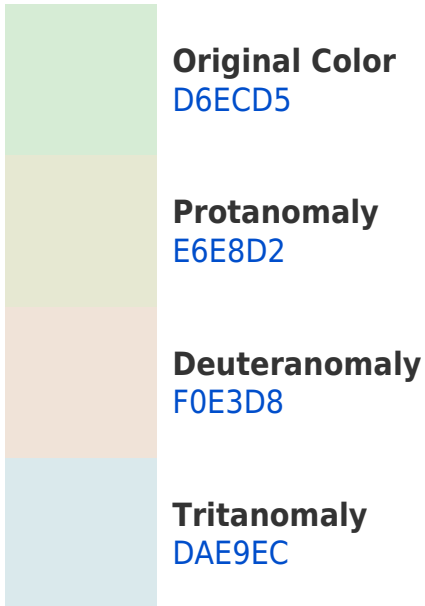 Original Color
D6ECD5
Protanomaly
E6E8D2
Deuteranomaly
F0E3D8
Tritanomaly
DAE9EC